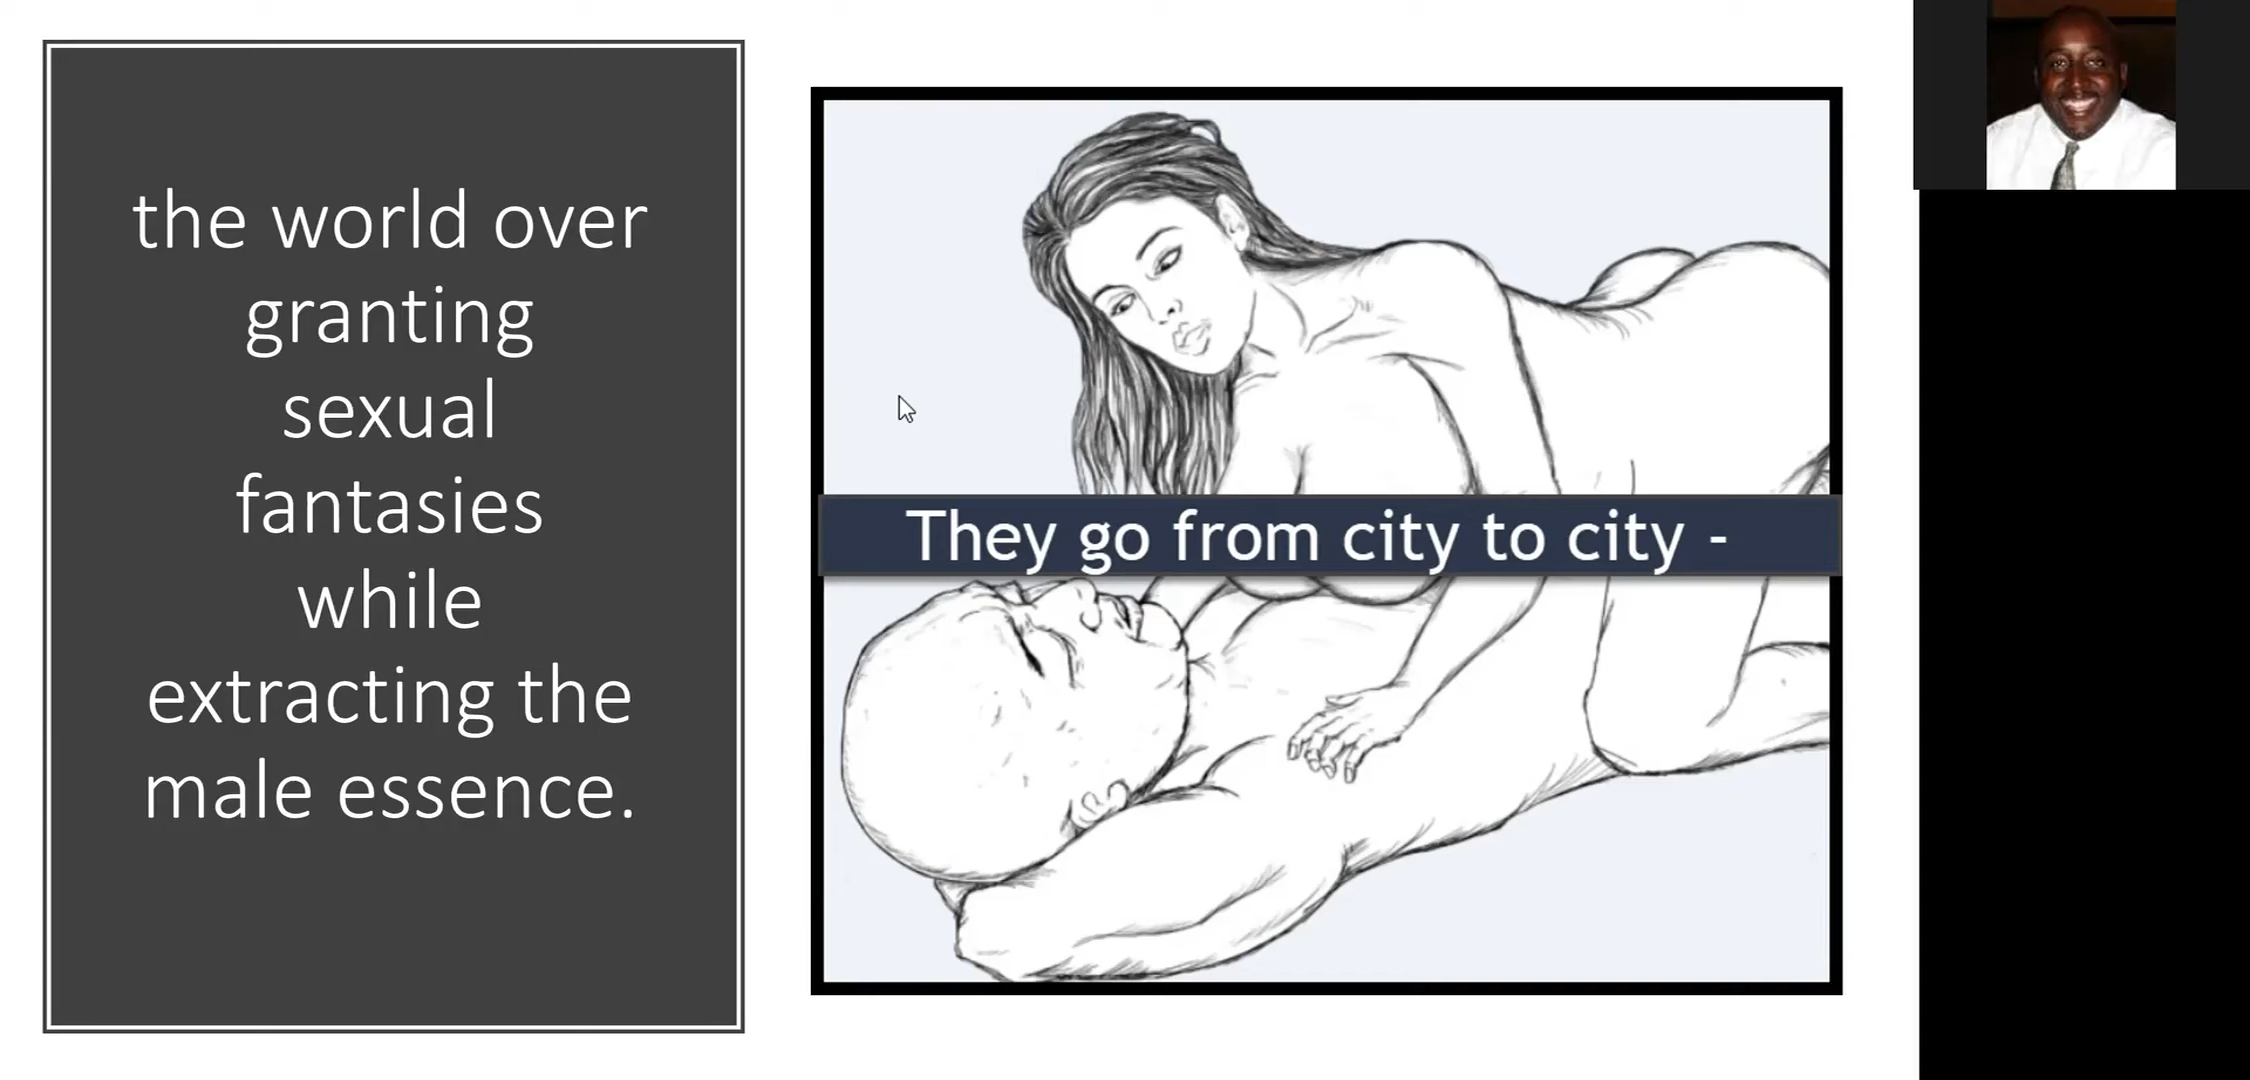 the world over
granting
sexual
fantasies
while
extracting the
male essence.
They go from city to city -